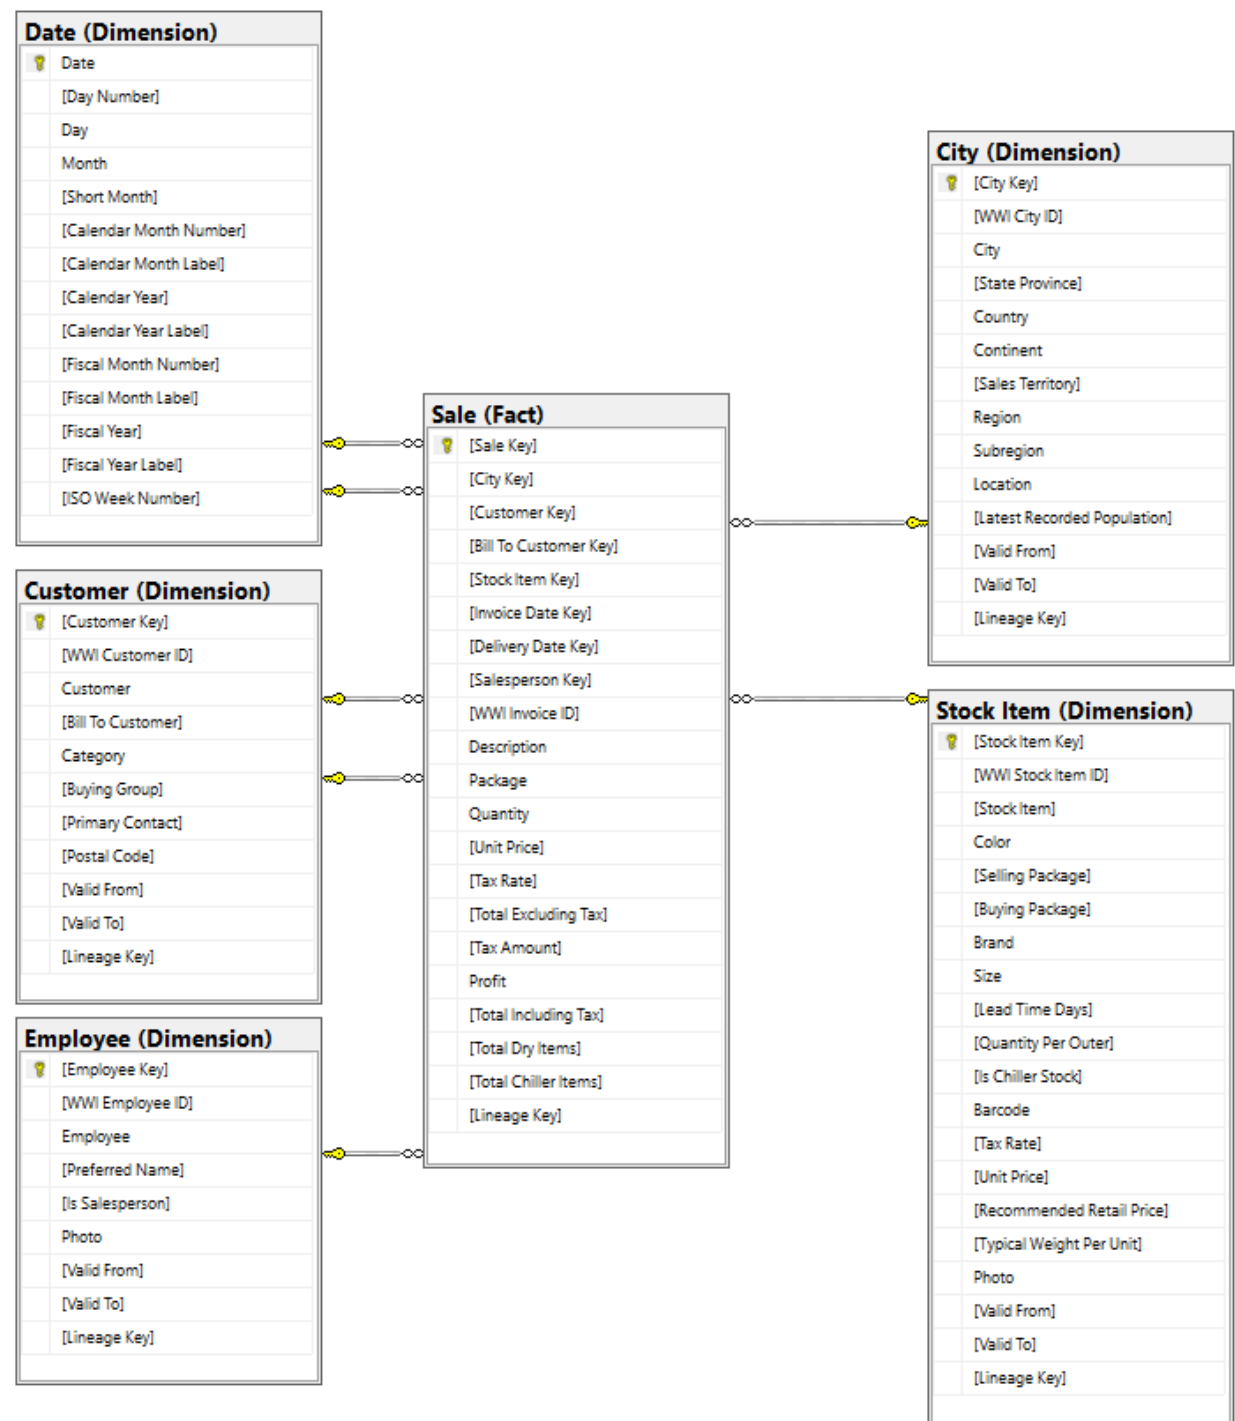 Date (Dimension)
Date
[Day Number]
Day
Month
[Short Month]
[Calendar Month Number]
[Calendar Month Label]
[Calendar Year]
[Calendar Year Label]
[Fiscal Month Number]
[Fiscal Month Label]
[Fiscal Year]
[Fiscal Year Label]
[ISO Week Number]
Customer (Dimension)
[Customer Key]
[WWI Customer ID]
Customer
[Bill To Customer]
Category
[Buying Group]
[Primary Contact]
[Postal Code]
[Valid From]
[Valid To]
[Lineage Key]
Employee (Dimension)
[Employee Key]
[WWI Employee ID]
Employee
[Preferred Name]
[Is Salesperson]
Photo
[Valid From]
[Valid To]
[Lineage Key]
Sale (Fact)
[Sale Key]
[City Key]
[Customer Key]
[Bill To Customer Key]
[Stock Item Key]
[Invoice Date Key]
[Delivery Date Key]
[Salesperson Key]
[WWI Invoice ID]
Description
Package
Quantity
[Unit Price]
[Tax Rate]
[Total Excluding Tax]
[Tax Amount]
Profit
[Total Including Tax]
[Total Dry Items]
[Total Chiller Items]
[Lineage Key]
City (Dimension)
[City Key]
[WWI City ID]
City
[State Province]
Country
Continent
[Sales Territory]
Region
Subregion
Location
[Latest Recorded Population]
[Valid From]
[Valid To]
[Lineage Key]
Stock Item (Dimension)
[Stock Item Key]
[WWI Stock Item ID]
[Stock Item]
Color
[Selling Package]
[Buying Package]
Brand
Size
[Lead Time Days]
[Quantity Per Outer]
[Is Chiller Stock]
Barcode
[Tax Rate]
[Unit Price]
[Recommended Retail Price]
[Typical Weight Per Unit]
Photo
[Valid From]
[Valid To]
[Lineage Key]